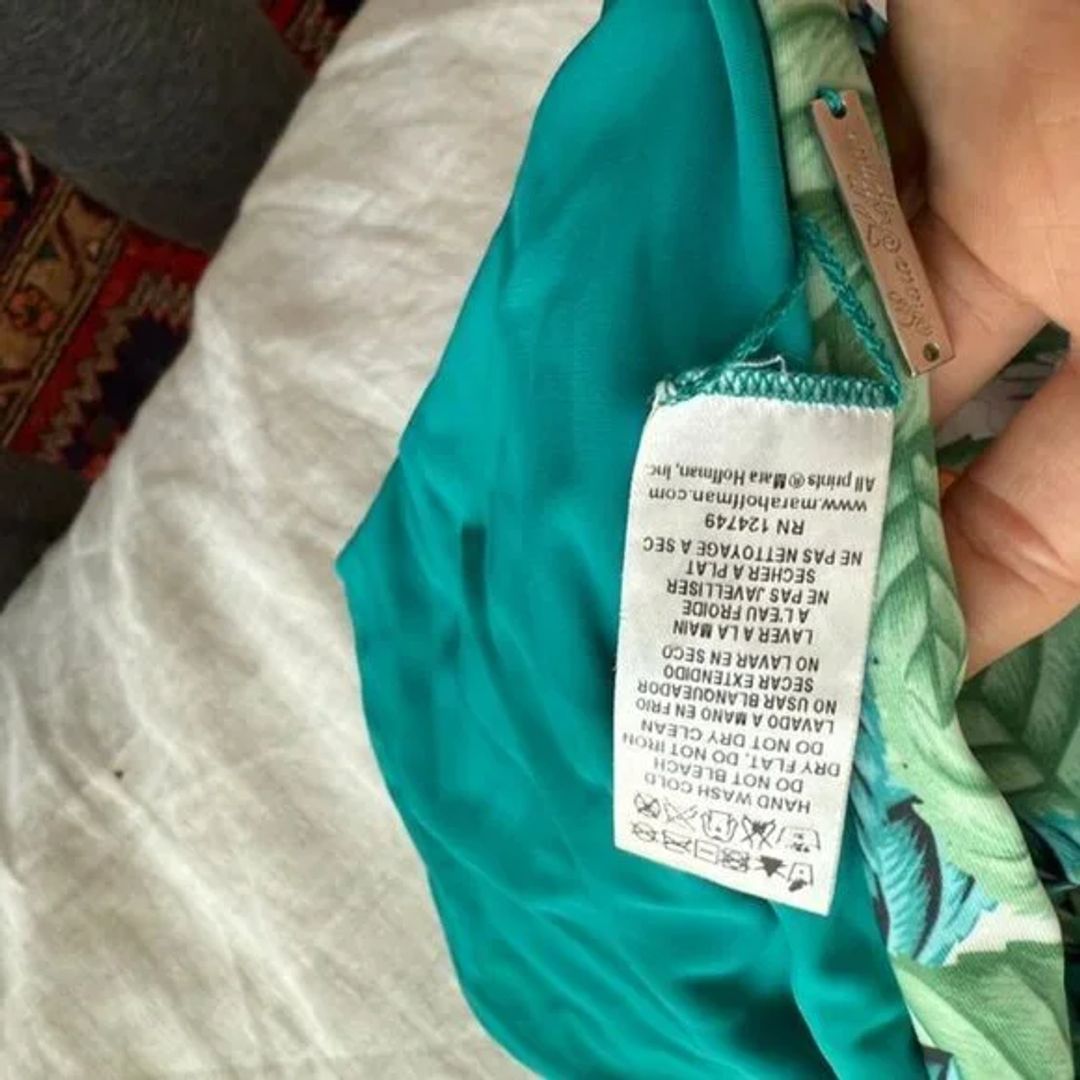 HAND WASH COLD
DO NOT BLEACH
DRY FLAT, DO NOT IRON
DO NOT DRY CLEAN
LAVADO A MANO EN FRIO
NO USAR BLANQUEADOR
SECAR EXTENDIDO
NO LAVAR EN SECO
LAVER A LA MAIN
A L'EAU FROIDE
NE PAS JAVELLISER
SECHER A PLAT
NE PAS NETTOYAGE A SEC
RN 124749
www.marahoffman.com
All prints ® Mara Hoffman, Inc.
Mara Hoffman